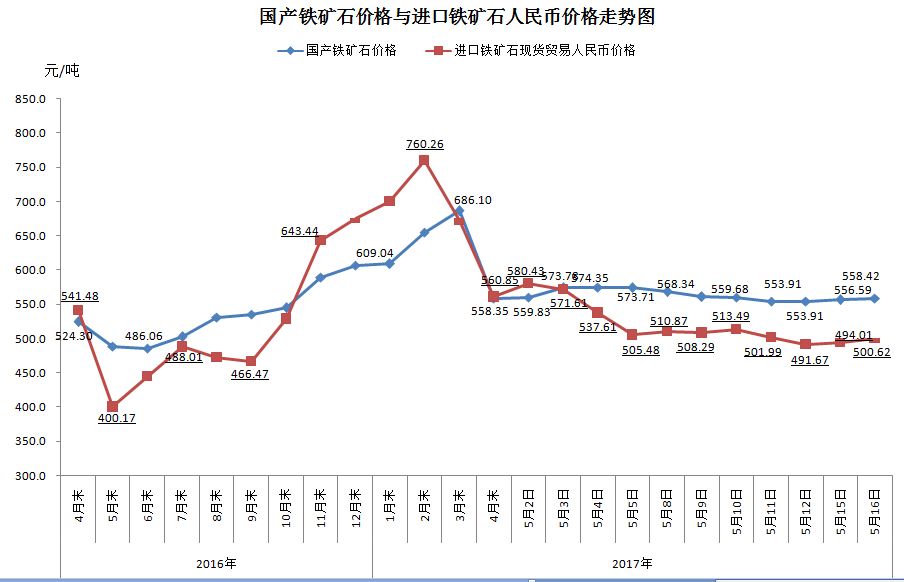 国产铁矿石价格与进口铁矿石人民币价格走势图
国产铁矿石价格 进口铁矿石现货贸易人民币价格
元/吨
850.0
800.0
750.0
700.0
650.0
600.0
550.0
500.0
450.0
400.0
350.0
300.0
541.48
524.30
400.17
486.06
488.01
466.47
643.44
609.04
760.26
686.10
560.85
558.35
580.43
559.83
573.78
571.61
574.35
537.61
573.71
505.48
568.34
510.87
508.29
559.68
513.49
553.91
501.99
553.91
491.67
556.59
494.01
558.42
500.62
4月末
5月末
6月末
7月末
8月末
9月末
10月末
11月末
12月末
1月末
2月末
3月末
4月末
5月2日
5月3日
5月4日
5月5日
5月8日
5月9日
5月10日
5月11日
5月12日
5月15日
5月16日
2016年 2017年